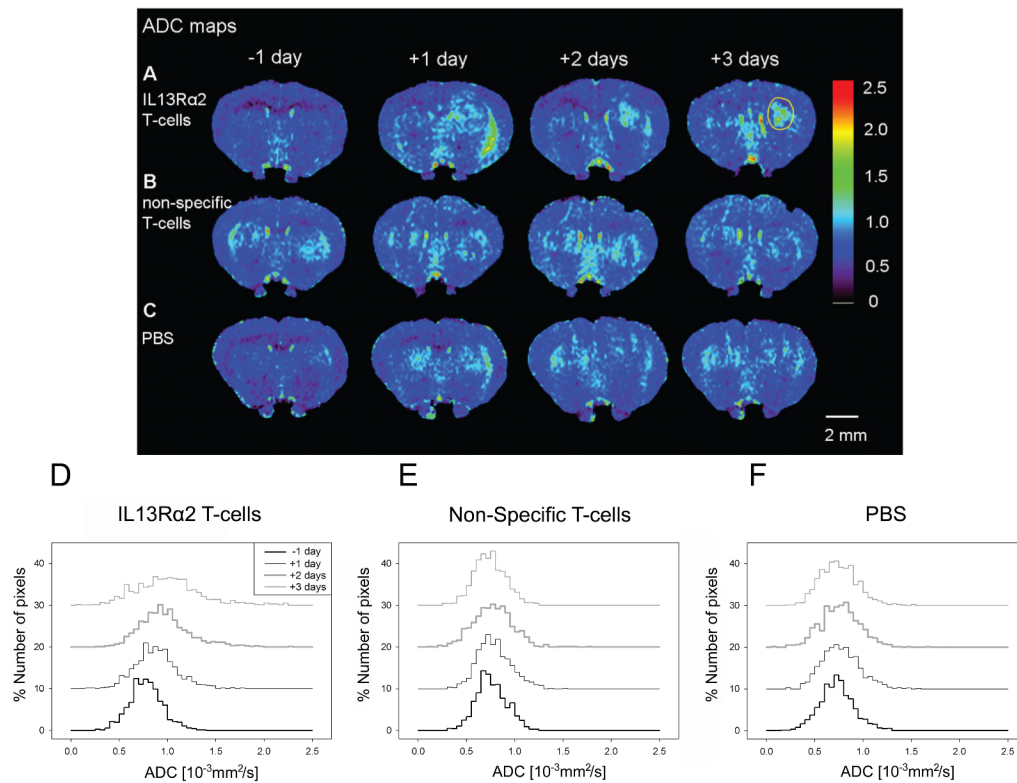 ADC maps
-1 day
+1 day
+2 days
+3 days
A
IL13Rα2
T-cells
B
non-specific
T-cells
C
PBS
2.5
2.0
1.5
1.0
0.5
0
2 mm
D
E
F
IL13Rα2 T-cells
Non-Specific T-cells
PBS
% Number of pixels
40
30
20
10
0
-1 day
+1 day
+2 days
+3 days
0.0 0.5 1.0 1.5 2.0 2.5
ADC [10-3mm²/s]
% Number of pixels
40
30
20
10
0
0.0 0.5 1.0 1.5 2.0 2.5
ADC [10-3mm²/s]
% Number of pixels
40
30
20
10
0
0.0 0.5 1.0 1.5 2.0 2.5
ADC [10-3mm²/s]